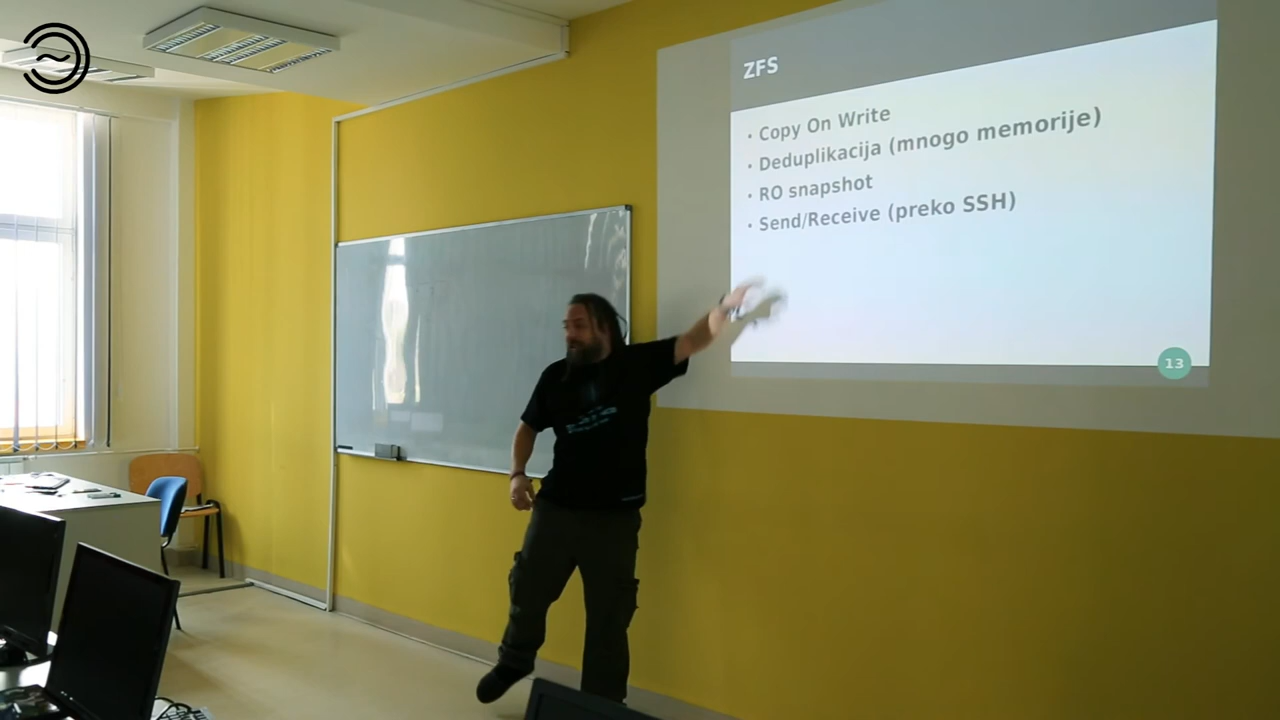 ZFS
• Copy On Write
• Deduplikacija (mnogo memorije)
• RO snapshot
• Send/Receive (preko SSH)
13